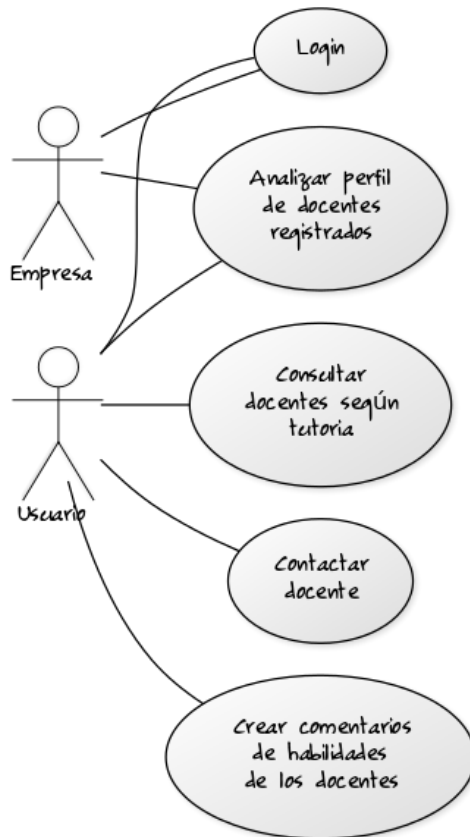 Login
Analizar perfil
de docentes
registrados
Empresa
Consultar
docentes según
tutoria
Usuario
Contactar
docente
Crear comentarios
de habilidades
de los docentes